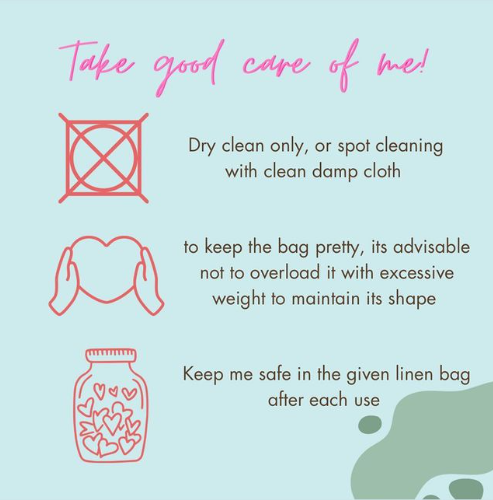 Take good care of me!
Dry clean only, or spot cleaning
with clean damp cloth
to keep the bag pretty, its advisable
not to overload it with excessive
weight to maintain its shape
Keep me safe in the given linen bag
after each use